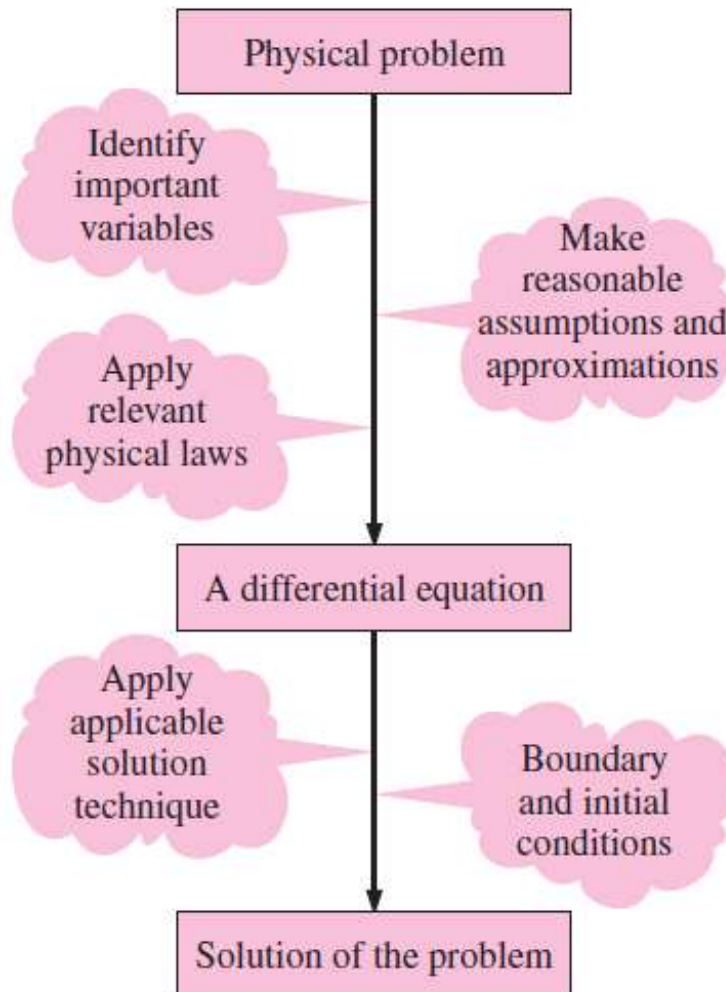 Physical problem
Identify
important
variables
Make
reasonable
assumptions and
approximations
Apply
relevant
physical laws
A differential equation
Apply
applicable
solution
technique
Boundary
and initial
conditions
Solution of the problem